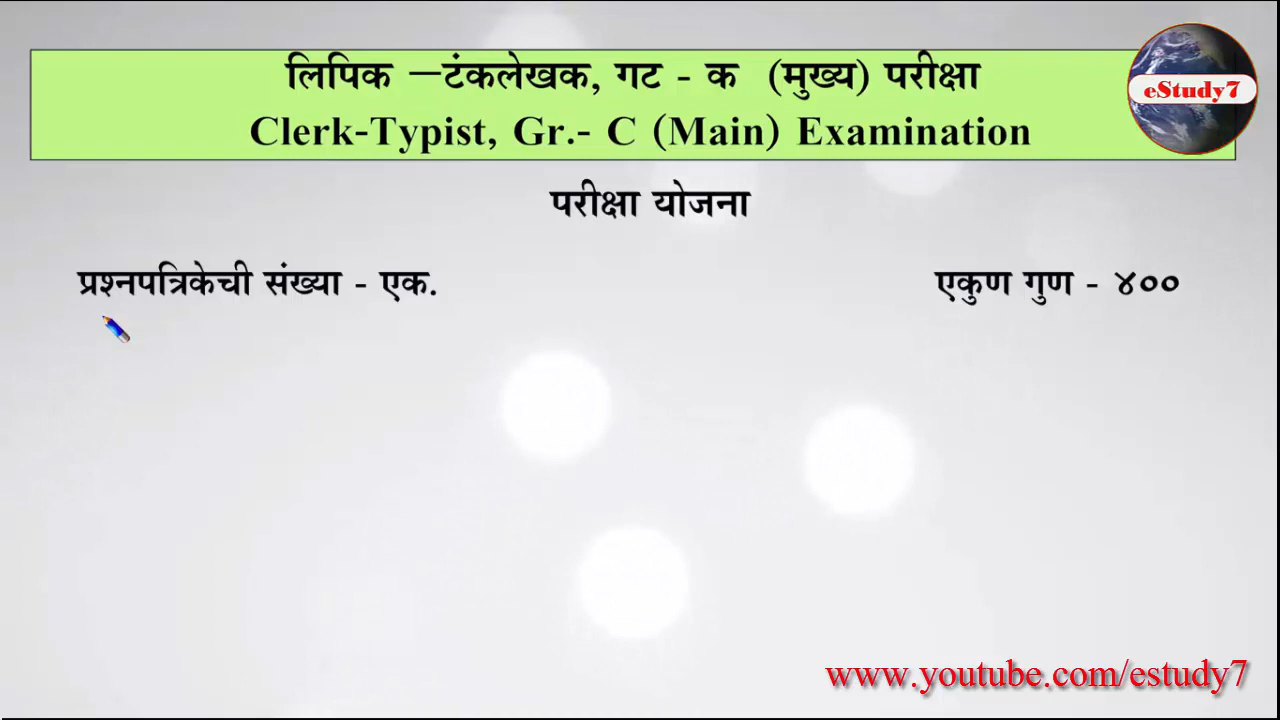 लिपिक –टंकलेखक, गट - क (मुख्य) परीक्षा
Clerk-Typist, Gr.- C (Main) Examination
eStudy7
परीक्षा योजना
प्रश्नपत्रिकेची संख्या - एक.
एकुण गुण - ४००
www.youtube.com/estudy7